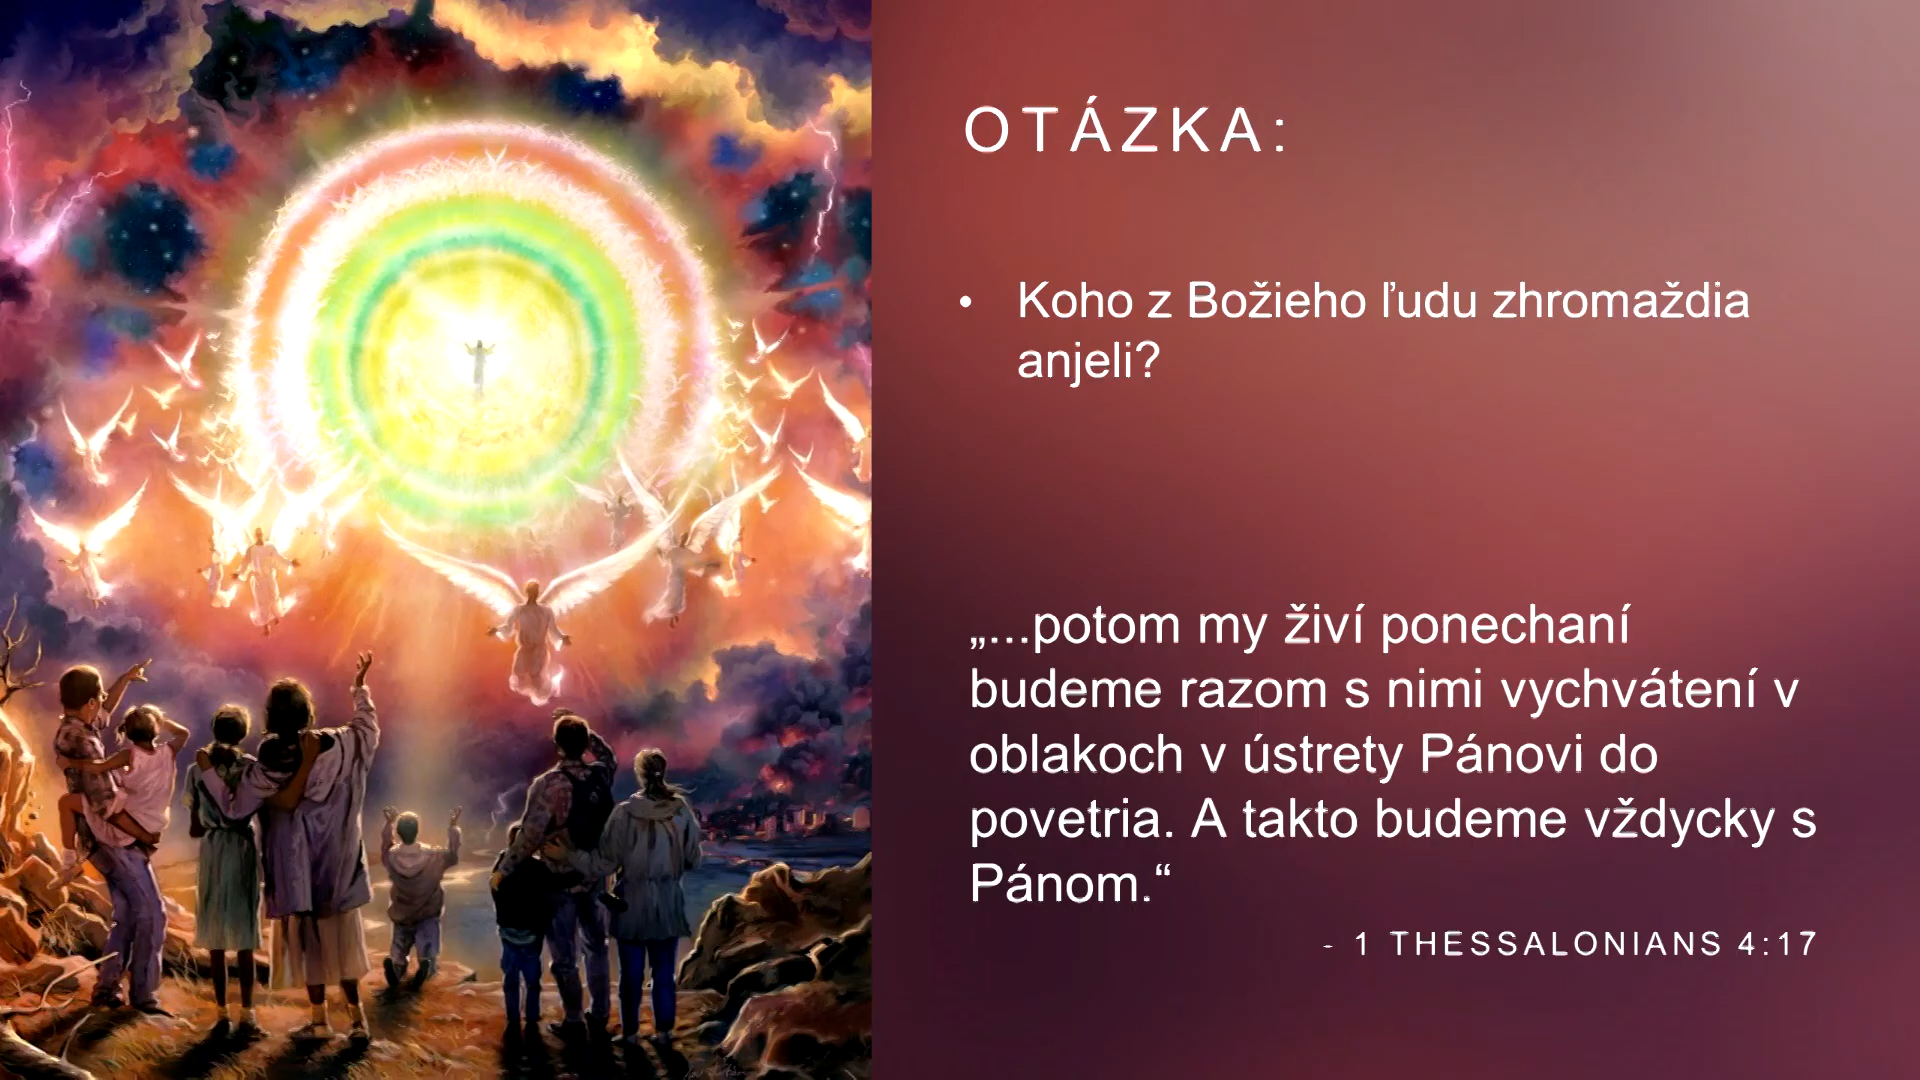 OTÁZKA:
• Koho z Božieho ľudu zhromaždia
anjeli?
„...potom my živí ponechaní
budeme razom s nimi vychvátení v
oblakoch v ústrety Pánovi do
povetria. A takto budeme vždycky s
Pánom.“
- 1 THESSALONIANS 4:17